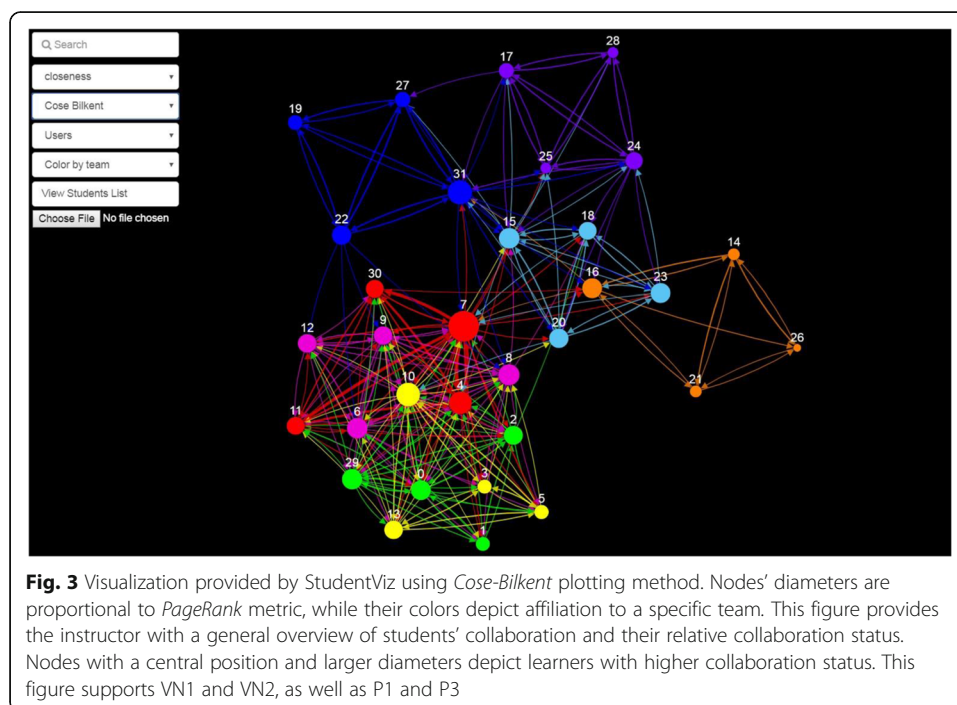 Search
closeness
Cose Bilkent
Users
Color by team
View Students List
Choose File No file chosen
28
17
27
19
24
25
31
15
18
22
14
16
23
30
7
20
26
12
9
8
21
10
4
11
6
2
29
0
3
13
5
1
Fig. 3 Visualization provided by StudentViz using Cose-Bilkent plotting method. Nodes' diameters are
proportional to PageRank metric, while their colors depict affiliation to a specific team. This figure provides
the instructor with a general overview of students' collaboration and their relative collaboration status.
Nodes with a central position and larger diameters depict learners with higher collaboration status. This
figure supports VN1 and VN2, as well as P1 and P3